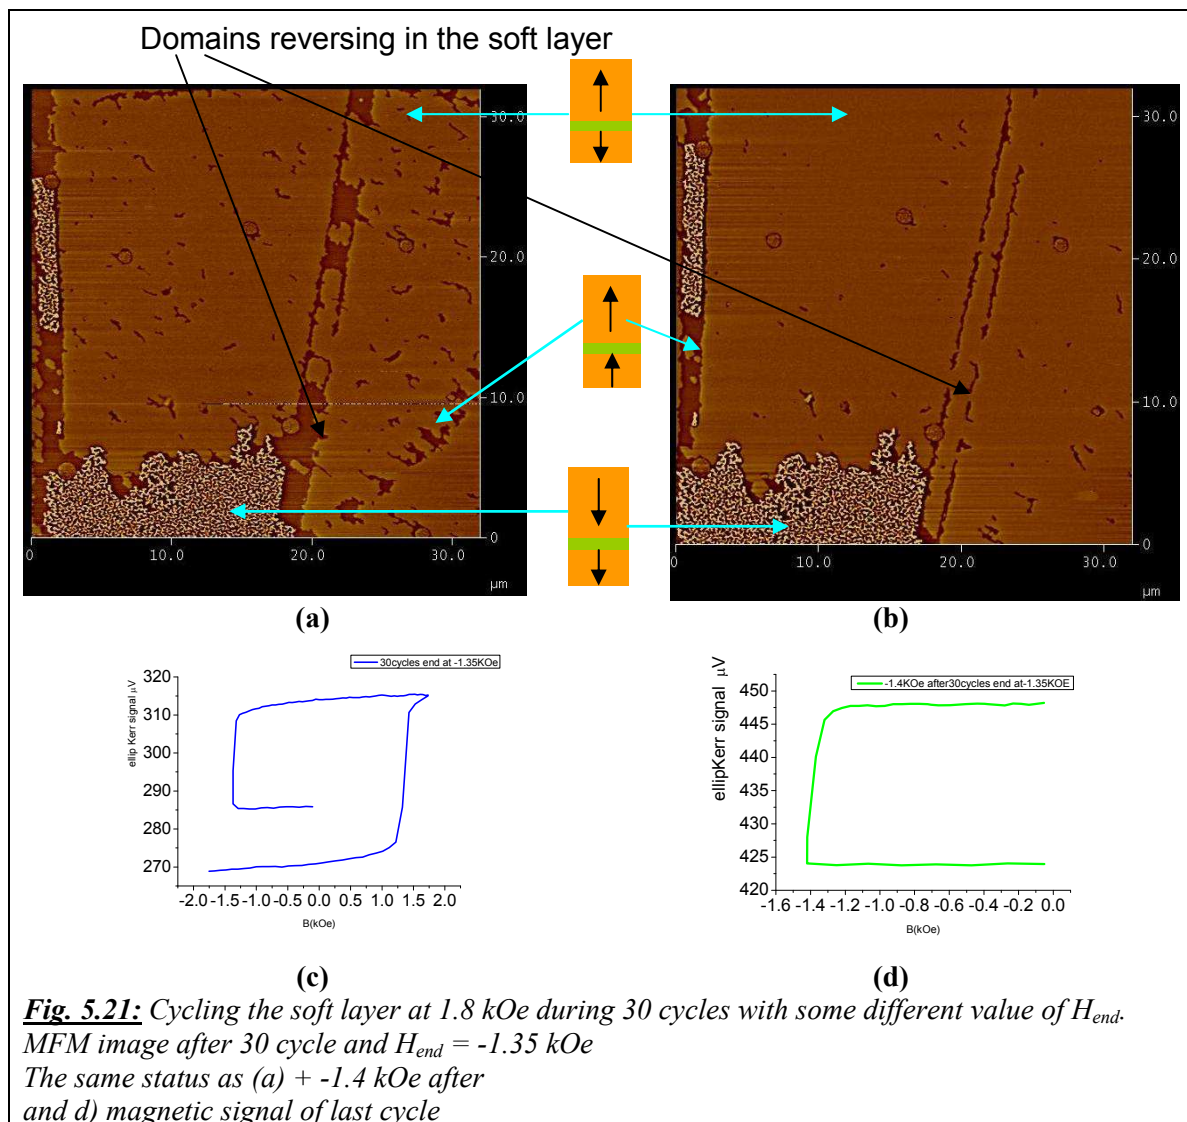 Domains reversing in the soft layer
30.0
20.0
10.0
0
0
10.0
20.0
30.0
µm
30.0
20.0
10.0
0
0
10.0
20.0
30.0
µm
(a)
(b)
30cycles end at -1.35KOe
320
310
300
290
280
270
ellip Kerr signal µV
-2.0 -1.5 -1.0 -0.5 0.0 0.5 1.0 1.5 2.0
B(kOe)
-1.4KOe after30cycles end at-1.35KOE
450
445
440
435
430
425
420
ellipKerr signal µV
-1.6 -1.4 -1.2 -1.0 -0.8 -0.6 -0.4 -0.2 0.0
B(kOe)
(c)
(d)
Fig. 5.21: Cycling the soft layer at 1.8 kOe during 30 cycles with some different value of Hend.
MFM image after 30 cycle and Hend = -1.35 kOe
The same status as (a) + -1.4 kOe after
and d) magnetic signal of last cycle